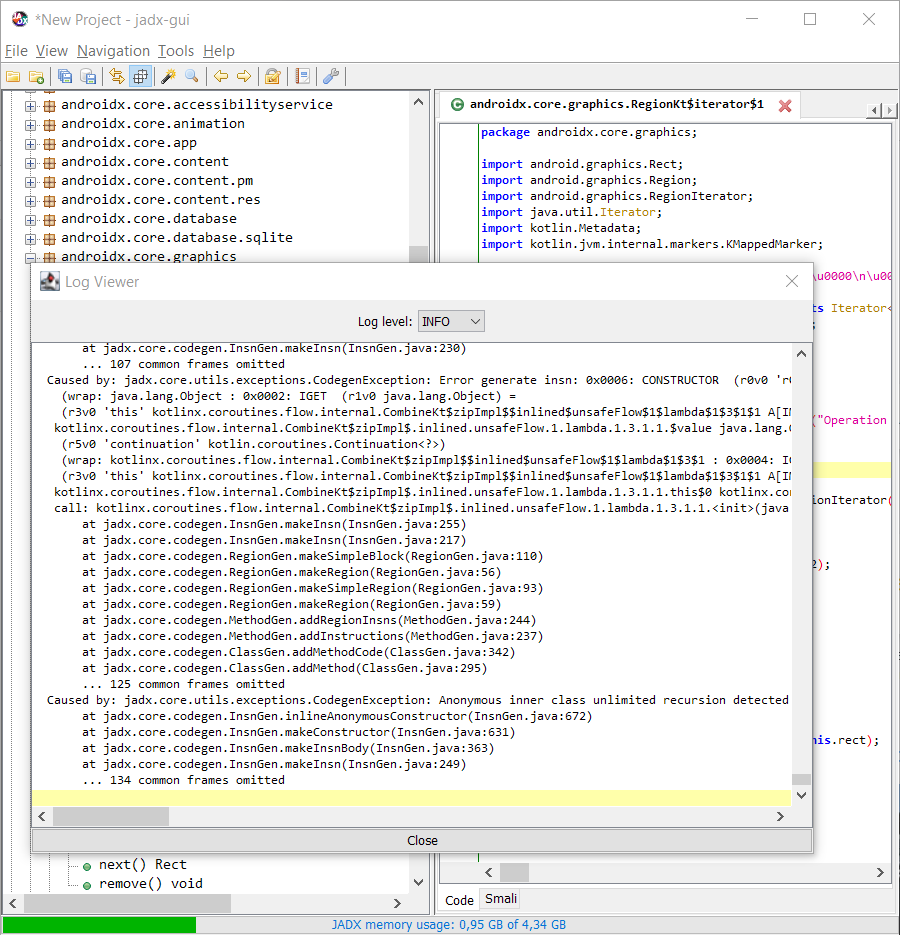 *New Project - jadx-gui
File View Navigation Tools Help
androidx.core.accessibilityservice
androidx.core.animation
androidx.core.app
androidx.core.content
androidx.core.content.pm
androidx.core.content.res
androidx.core.database
androidx.core.database.sqlite
androidx.core.graphics
androidx.core.graphics.RegionKt$iterator$1
package androidx.core.graphics;
import android.graphics.Rect;
import android.graphics.Region;
import android.graphics.RegionIterator;
import java.util.Iterator;
import kotlin.Metadata;
import kotlin.jvm.internal.markers.KMappedMarker;
\u0000\n\u00
ts Iterator<
;
("Operation
onIterator(
2);
his.rect);
Log Viewer
Log level: INFO
at jadx.core.codegen.InsnGen.makeInsn(InsnGen.java:230)
... 107 common frames omitted
Caused by: jadx.core.utils.exceptions.CodegenException: Error generate insn: 0x0006: CONSTRUCTOR (r0v0 'r0
(wrap: java.lang.Object : 0x0002: IGET (r1v0 java.lang.Object) =
(r3v0 'this' kotlinx.coroutines.flow.internal.CombineKt$zipImpl$$inlined$unsafeFlow$1$lambda$1$3$1$1 A[IN
kotlinx.coroutines.flow.internal.CombineKt$zipImpl$.inlined.unsafeFlow.1.lambda.1.3.1.1.$value java.lang.O
(r5v0 'continuation' kotlin.coroutines.Continuation<?>)
(wrap: kotlinx.coroutines.flow.internal.CombineKt$zipImpl$$inlined$unsafeFlow$1$lambda$1$3$1 : 0x0004: IG
(r3v0 'this' kotlinx.coroutines.flow.internal.CombineKt$zipImpl$$inlined$unsafeFlow$1$lambda$1$3$1$1 A[IN
kotlinx.coroutines.flow.internal.CombineKt$zipImpl$.inlined.unsafeFlow.1.lambda.1.3.1.1.this$0 kotlinx.cor
call: kotlinx.coroutines.flow.internal.CombineKt$zipImpl$.inlined.unsafeFlow.1.lambda.1.3.1.1.<init>(java
at jadx.core.codegen.InsnGen.makeInsn(InsnGen.java:255)
at jadx.core.codegen.InsnGen.makeInsn(InsnGen.java:217)
at jadx.core.codegen.RegionGen.makeSimpleBlock(RegionGen.java:110)
at jadx.core.codegen.RegionGen.makeRegion(RegionGen.java:56)
at jadx.core.codegen.RegionGen.makeSimpleRegion(RegionGen.java:93)
at jadx.core.codegen.RegionGen.makeRegion(RegionGen.java:59)
at jadx.core.codegen.MethodGen.addRegionInsns(MethodGen.java:244)
at jadx.core.codegen.MethodGen.addInstructions(MethodGen.java:237)
at jadx.core.codegen.ClassGen.addMethodCode(ClassGen.java:342)
at jadx.core.codegen.ClassGen.addMethod(ClassGen.java:295)
... 125 common frames omitted
Caused by: jadx.core.utils.exceptions.CodegenException: Anonymous inner class unlimited recursion detected
at jadx.core.codegen.InsnGen.inlineAnonymousConstructor(InsnGen.java:672)
at jadx.core.codegen.InsnGen.makeConstructor(InsnGen.java:631)
at jadx.core.codegen.InsnGen.makeInsnBody(InsnGen.java:363)
at jadx.core.codegen.InsnGen.makeInsn(InsnGen.java:249)
... 134 common frames omitted
Close
next() Rect
remove() void
Code Smali
JADX memory usage: 0,95 GB of 4,34 GB